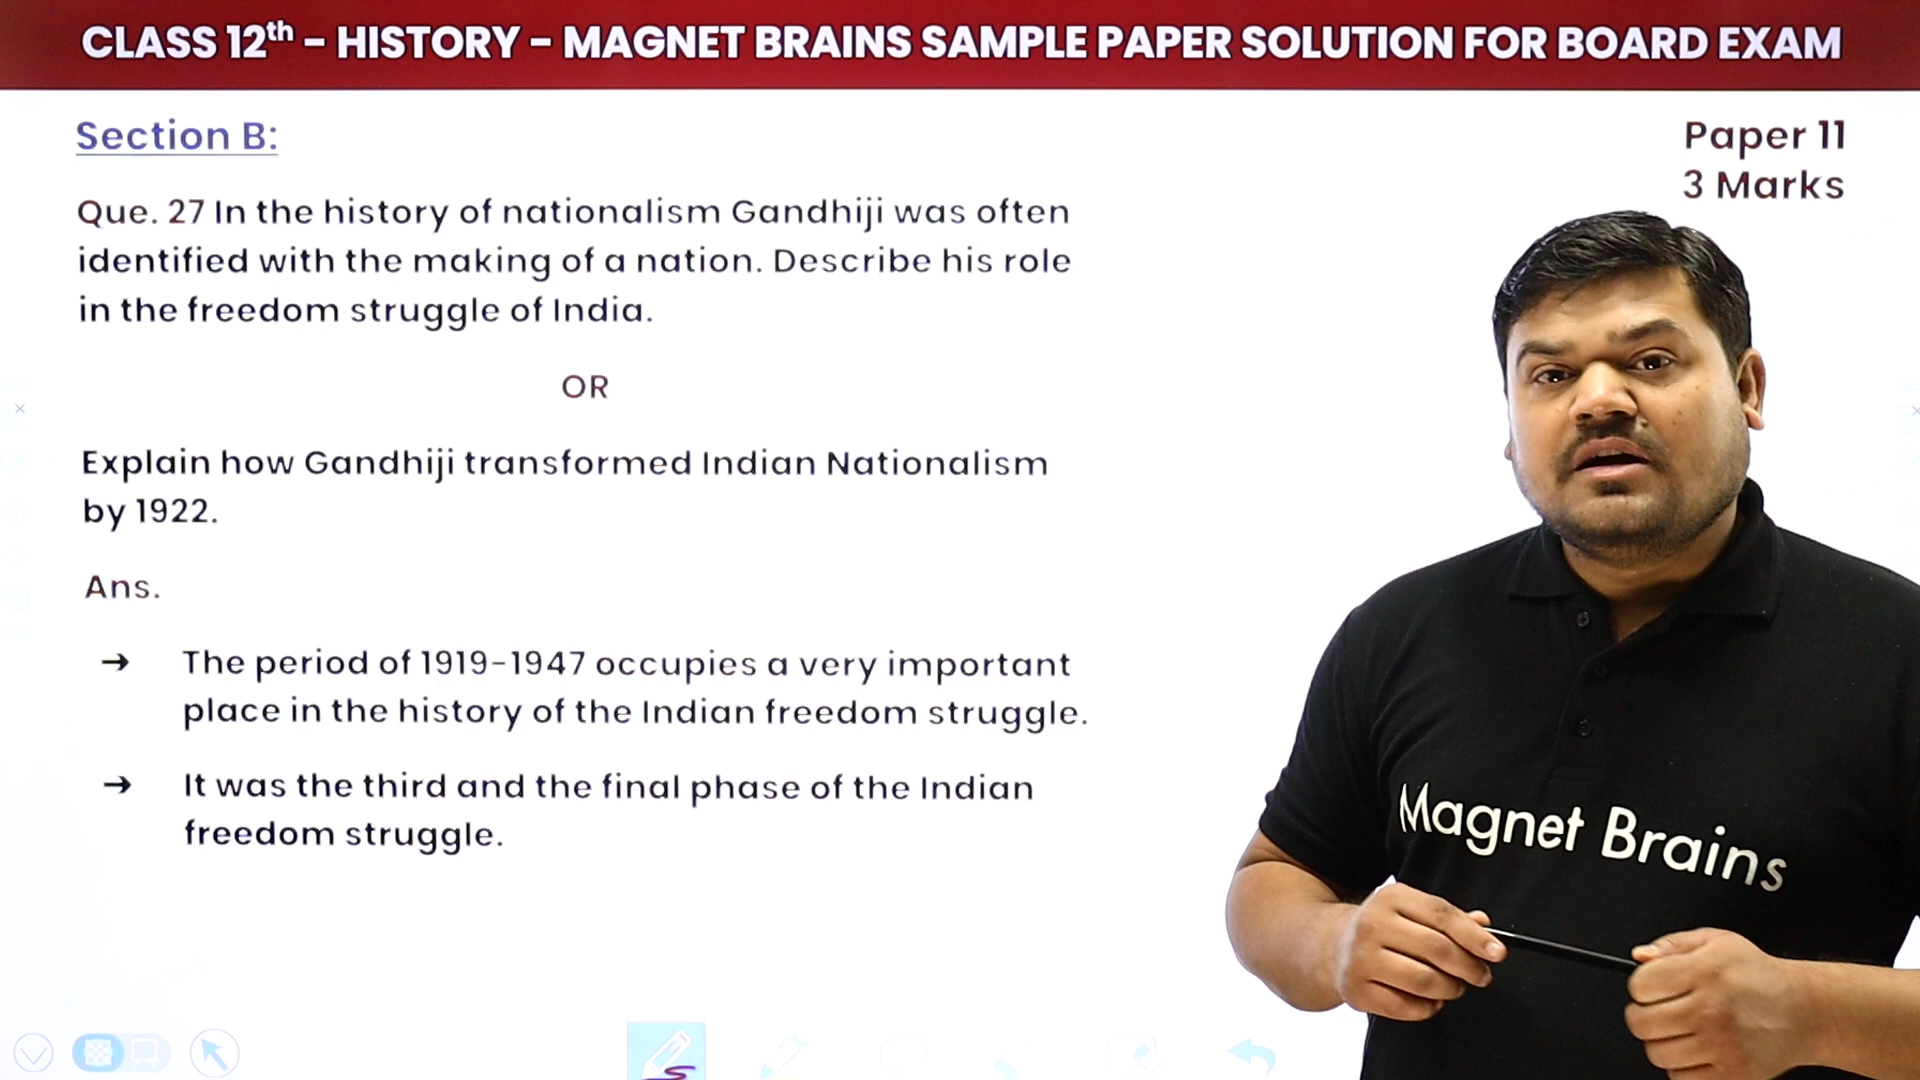 CLASS 12th - HISTORY - MAGNET BRAINS SAMPLE PAPER SOLUTION FOR BOARD EXAM
Section B:
Paper 11
3 Marks
Que. 27 In the history of nationalism Gandhiji was often
identified with the making of a nation. Describe his role
in the freedom struggle of India.
OR
Explain how Gandhiji transformed Indian Nationalism
by 1922.
Ans.
→ The period of 1919-1947 occupies a very important
place in the history of the Indian freedom struggle.
→ It was the third and the final phase of the Indian
freedom struggle.
Magnet Brains